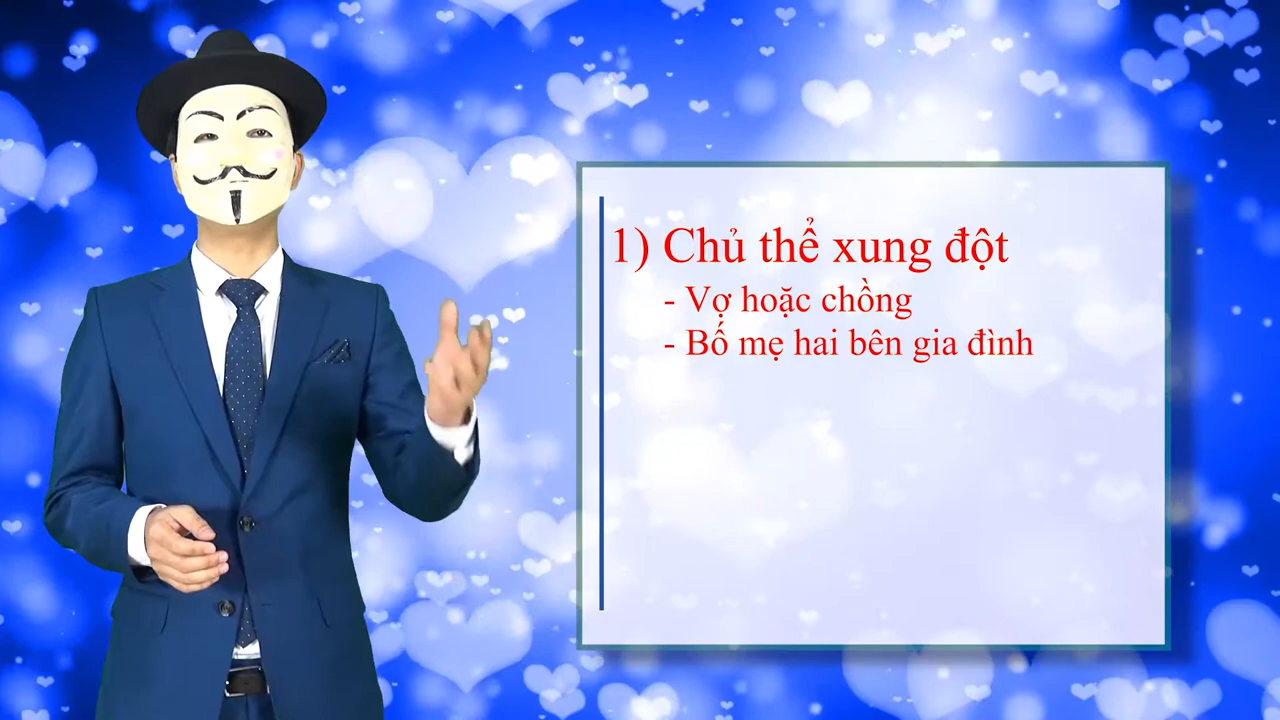 1) Chủ thể xung đột
- Vợ hoặc chồng
- Bố mẹ hai bên gia đình